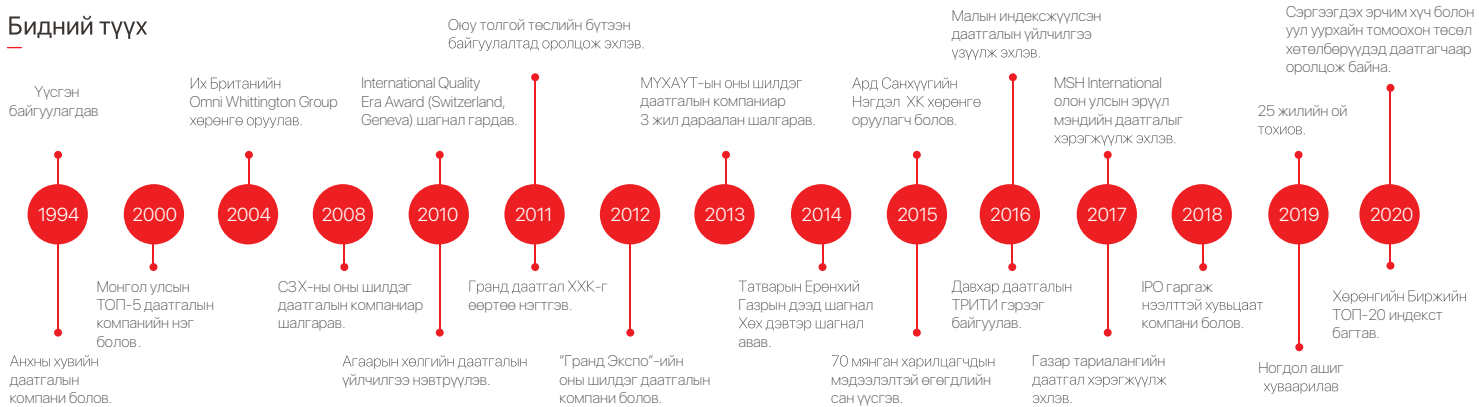 Бидний түүх
Үүсгэн
байгуулагдав
1994
Анхны хувийн
даатгалын
компани болов.
2000
Монгол улсын
ТОП-5 даатгалын
компанийн нэг
болов.
Их Британийн
Omni Whittington Group
хөрөнгө оруулав.
2004
2008
СЗХ-ны оны шилдэг
даатгалын компаниар
шалгарав.
International Quality
Era Award (Switzerland,
Geneva) шагнал гардав.
2010
Агаарын хөлгийн даатгалын
үйлчилгээ нэвтрүүлэв.
Оюу толгой төслийн бүтээн
байгуулалтад оролцож эхлэв.
2011
Гранд даатгал ХХК-г
өөртөө нэгтгэв.
2012
“Гранд Экспо”-ийн
оны шилдэг даатгалын
компани болов.
МҮХАҮТ-ын оны шилдэг
даатгалын компаниар
3 жил дараалан шалгарав.
2013
2014
Татварын Ерөнхий
Газрын дээд шагнал
Хөх дэвтэр шагнал
авав.
Ард Санхүүгийн
Нэгдэл ХК хөрөнгө
оруулагч болов.
2015
70 мянган харилцагчдын
мэдээлэлтэй өгөгдлийн
сан үүсгэв.
Малын индексжүүлсэн
даатгалын үйлчилгээ
үзүүлж эхлэв.
2016
Давхар даатгалын
ТРИТИ гэрээг
байгуулав.
MSH International
олон улсын эрүүл
мэндийн даатгалыг
хэрэгжүүлж эхлэв.
2017
Газар тариалангийн
даатгал хэрэгжүүлж
эхлэв.
2018
IPO гаргаж
нээлттэй хувьцаат
компани болов.
25 жилийн ой
тохиов.
2019
Ногдол ашиг
хуваарилав
Сэргээгдэх эрчим хүч болон
уул уурхайн томоохон төсөл
хөтөлбөрүүдэд даатгагчаар
оролцож байна.
2020
Хөрөнгийн Биржийн
ТОП-20 индекст
багтав.